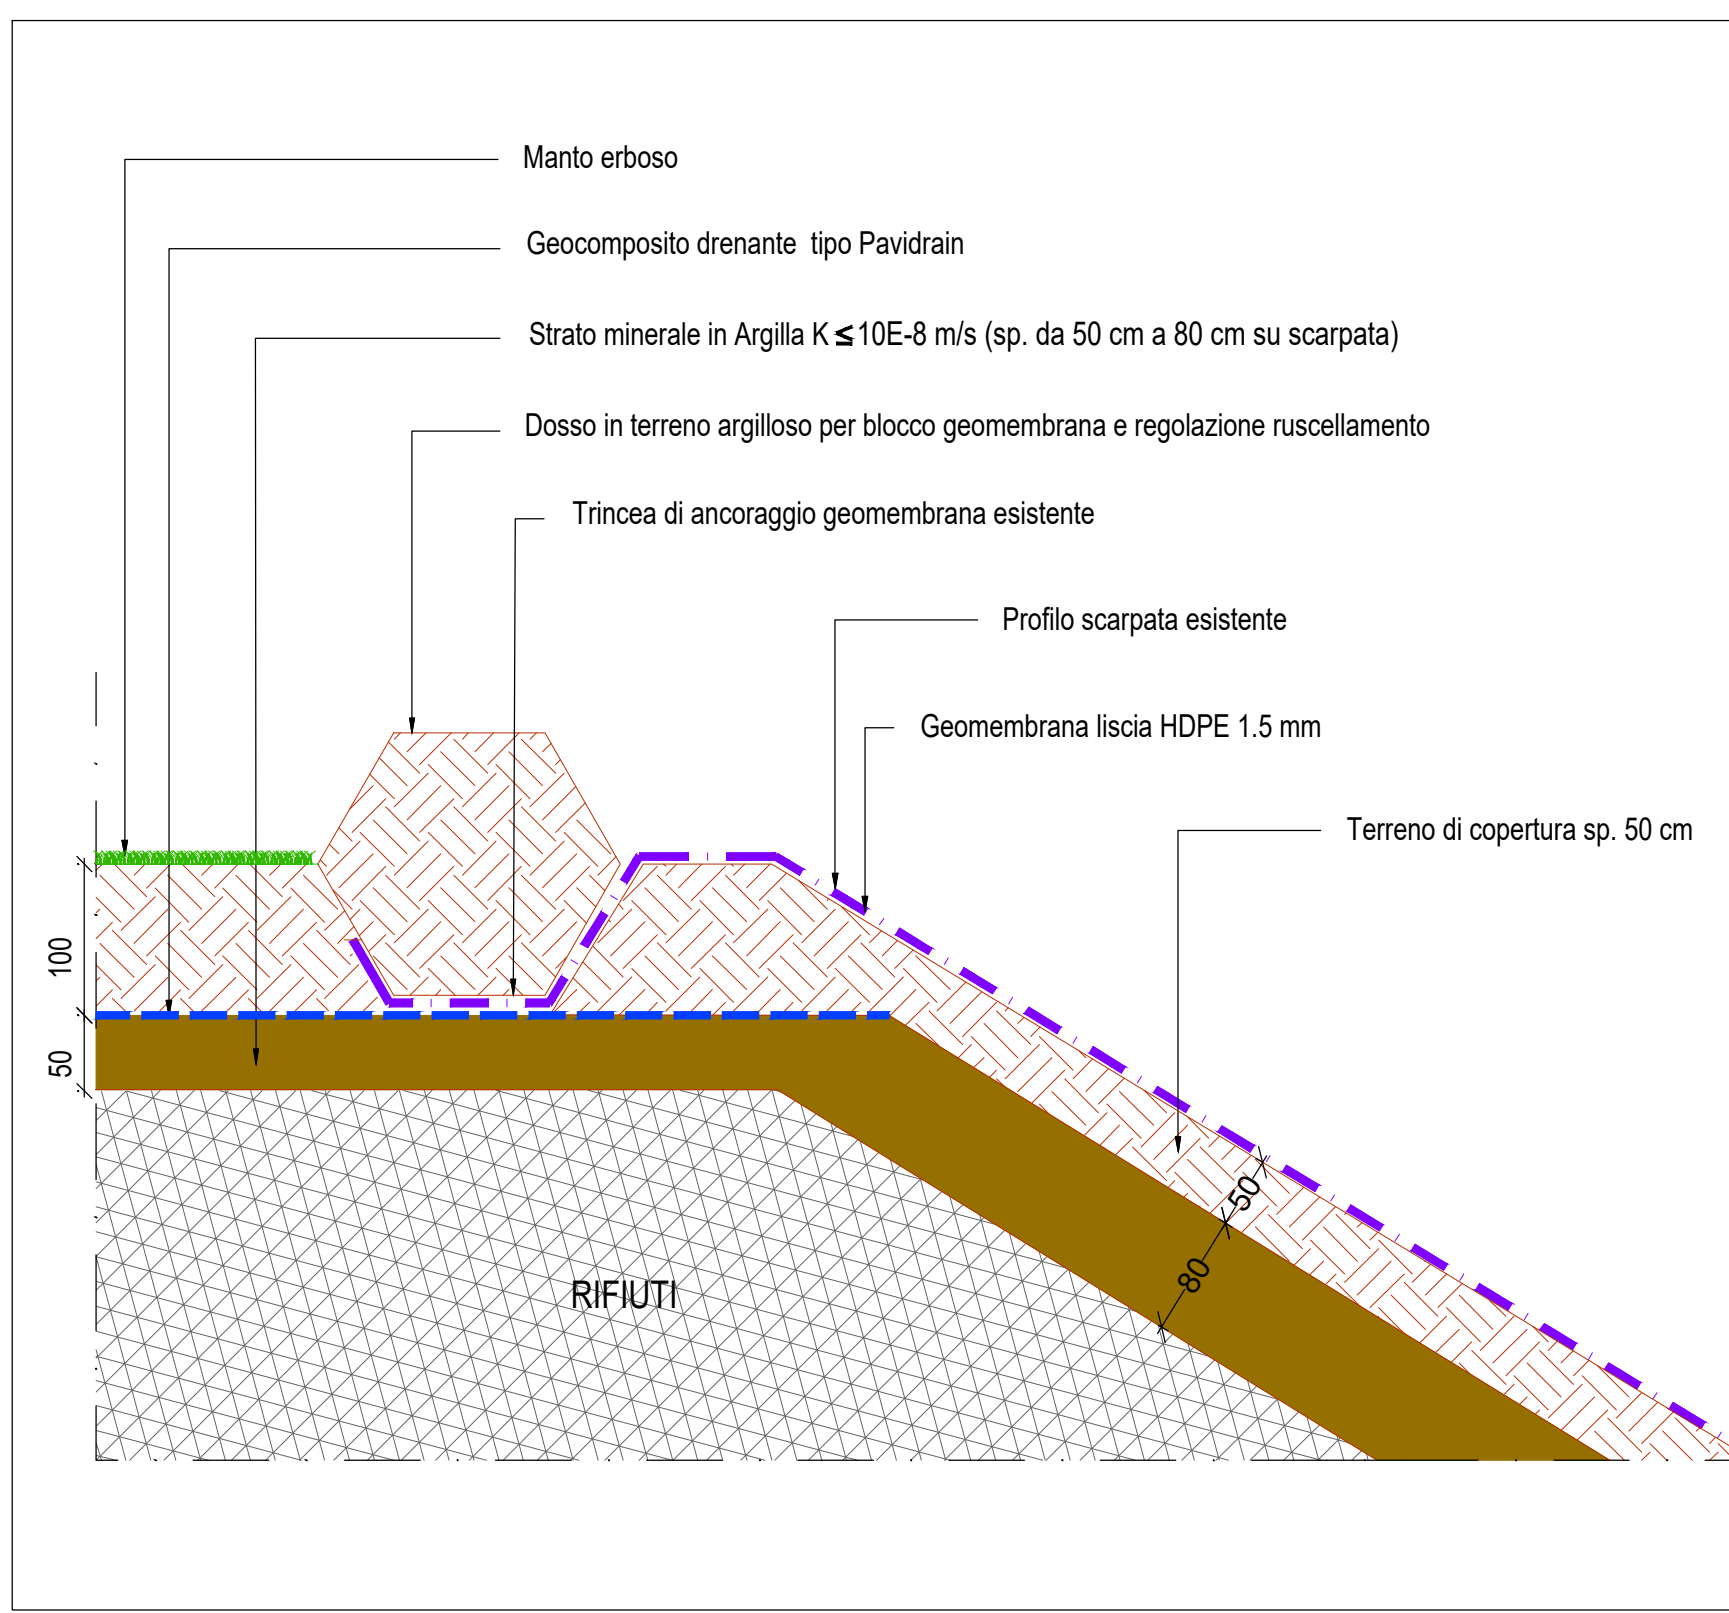 Manto erboso
Geocomposito drenante tipo Pavidrain
Strato minerale in Argilla K ≤ 10E-8 m/s (sp. da 50 cm a 80 cm su scarpata)
Dosso in terreno argilloso per blocco geomembrana e regolazione ruscellamento
Trincea di ancoraggio geomembrana esistente
Profilo scarpata esistente
Geomembrana liscia HDPE 1.5 mm
Terreno di copertura sp. 50 cm
100
50
50
80
RIFIUTI